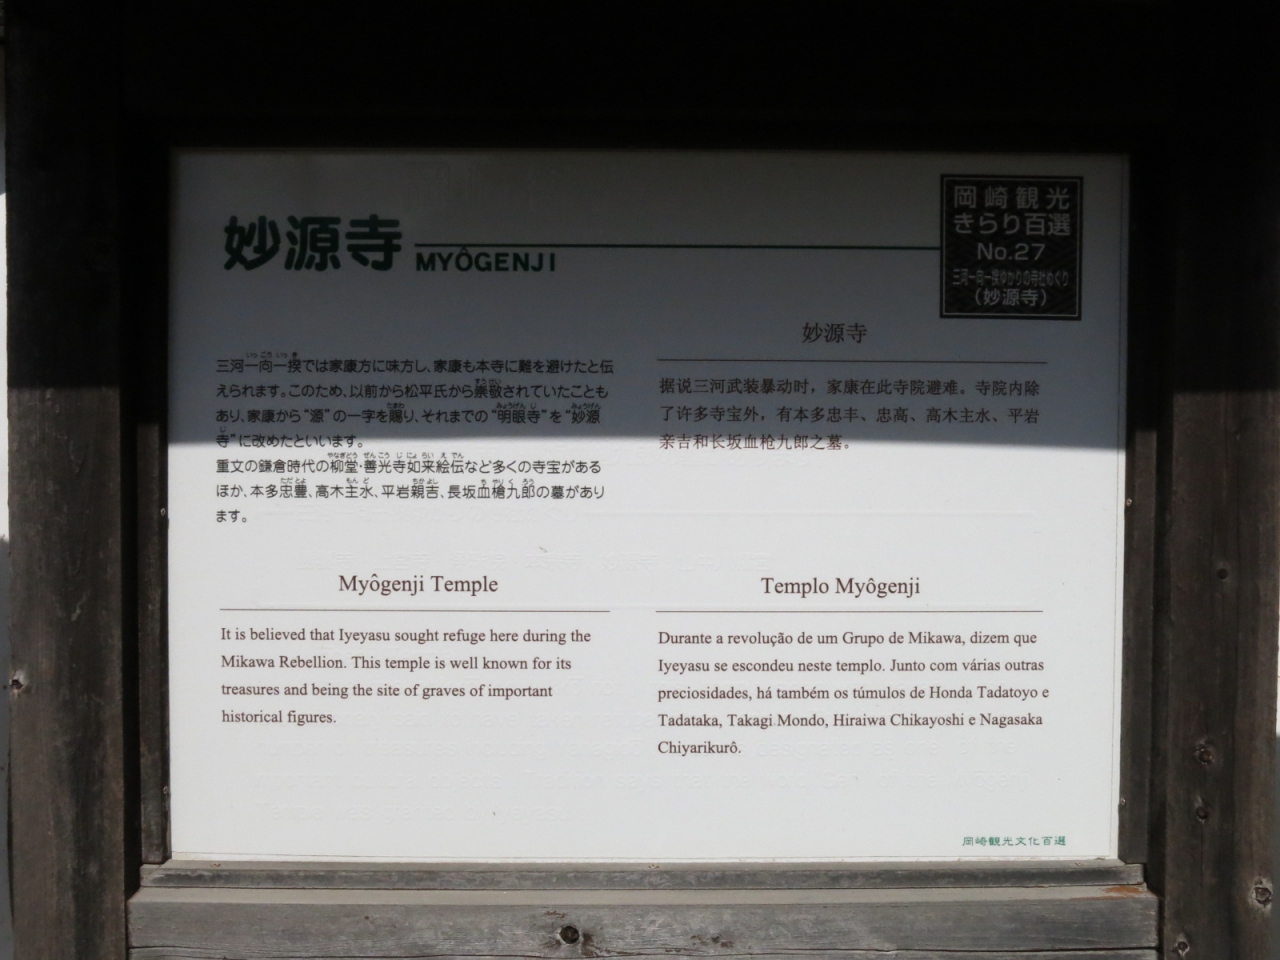 妙源寺 MYÔGENJI
岡崎観光
きらり百選
No.27
三河一向一揆ゆかりの寺社めぐり
(妙源寺)
三河一向一揆では家康方に味方し、家康も本寺に難を避けたと伝
えられます。このため、以前から松平氏から崇敬されていたことも
あり、家康から“源”の一字を賜り、それまでの“明眼寺”を“妙源
寺”に改めたといいます。
重文の鎌倉時代の柳堂・善光寺如来絵伝など多くの寺宝がある
ほか、本多忠豊、高木主水、平岩親吉、長坂血槍九郎の墓があり
ます。
妙源寺
据说三河武装暴动时，家康在此寺院避难。寺院内除
了许多寺宝外，有本多忠丰、忠高、高木主水、平岩
亲吉和长坂血枪九郎之墓。
Myôgenji Temple
It is believed that Iyeyasu sought refuge here during the
Mikawa Rebellion. This temple is well known for its
treasures and being the site of graves of important
historical figures.
Templo Myôgenji
Durante a revolução de um Grupo de Mikawa, dizem que
Iyeyasu se escondeu neste templo. Junto com várias outras
preciosidades, há também os túmulos de Honda Tadatoyo e
Tadataka, Takagi Mondo, Hiraiwa Chikayoshi e Nagasaka
Chiyarikurô.
岡崎観光文化百選